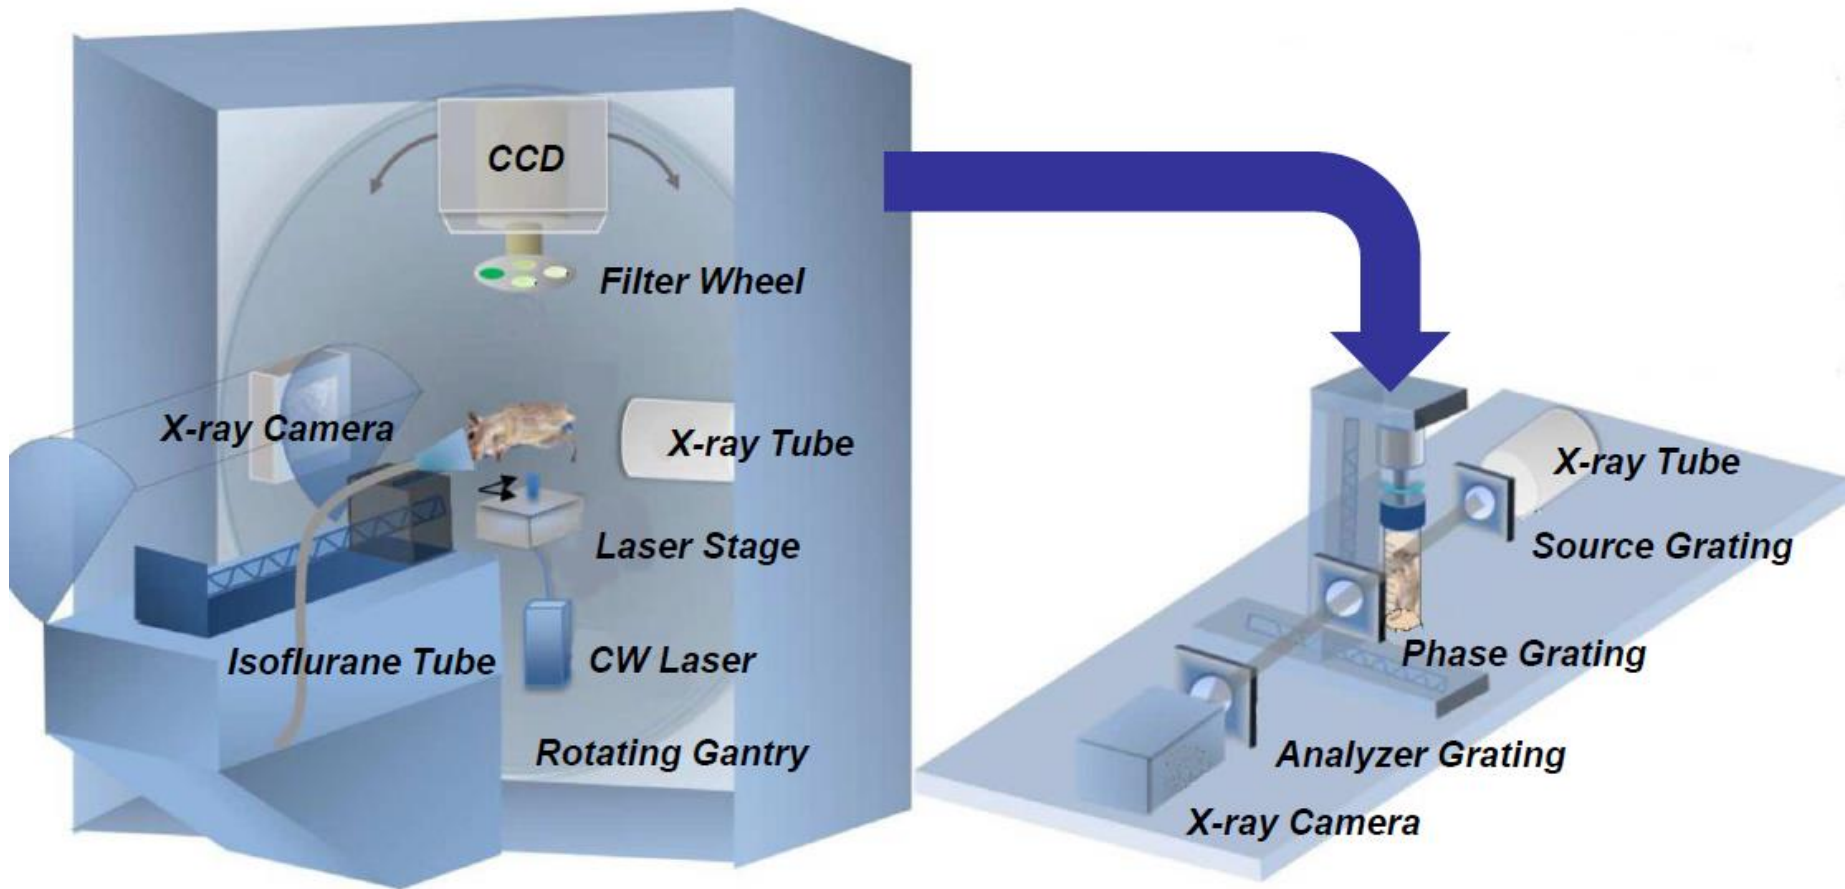 CCD
Filter Wheel
X-ray Camera
X-ray Tube
Laser Stage
Isoflurane Tube
CW Laser
Rotating Gantry
X-ray Tube
Source Grating
Phase Grating
Analyzer Grating
X-ray Camera